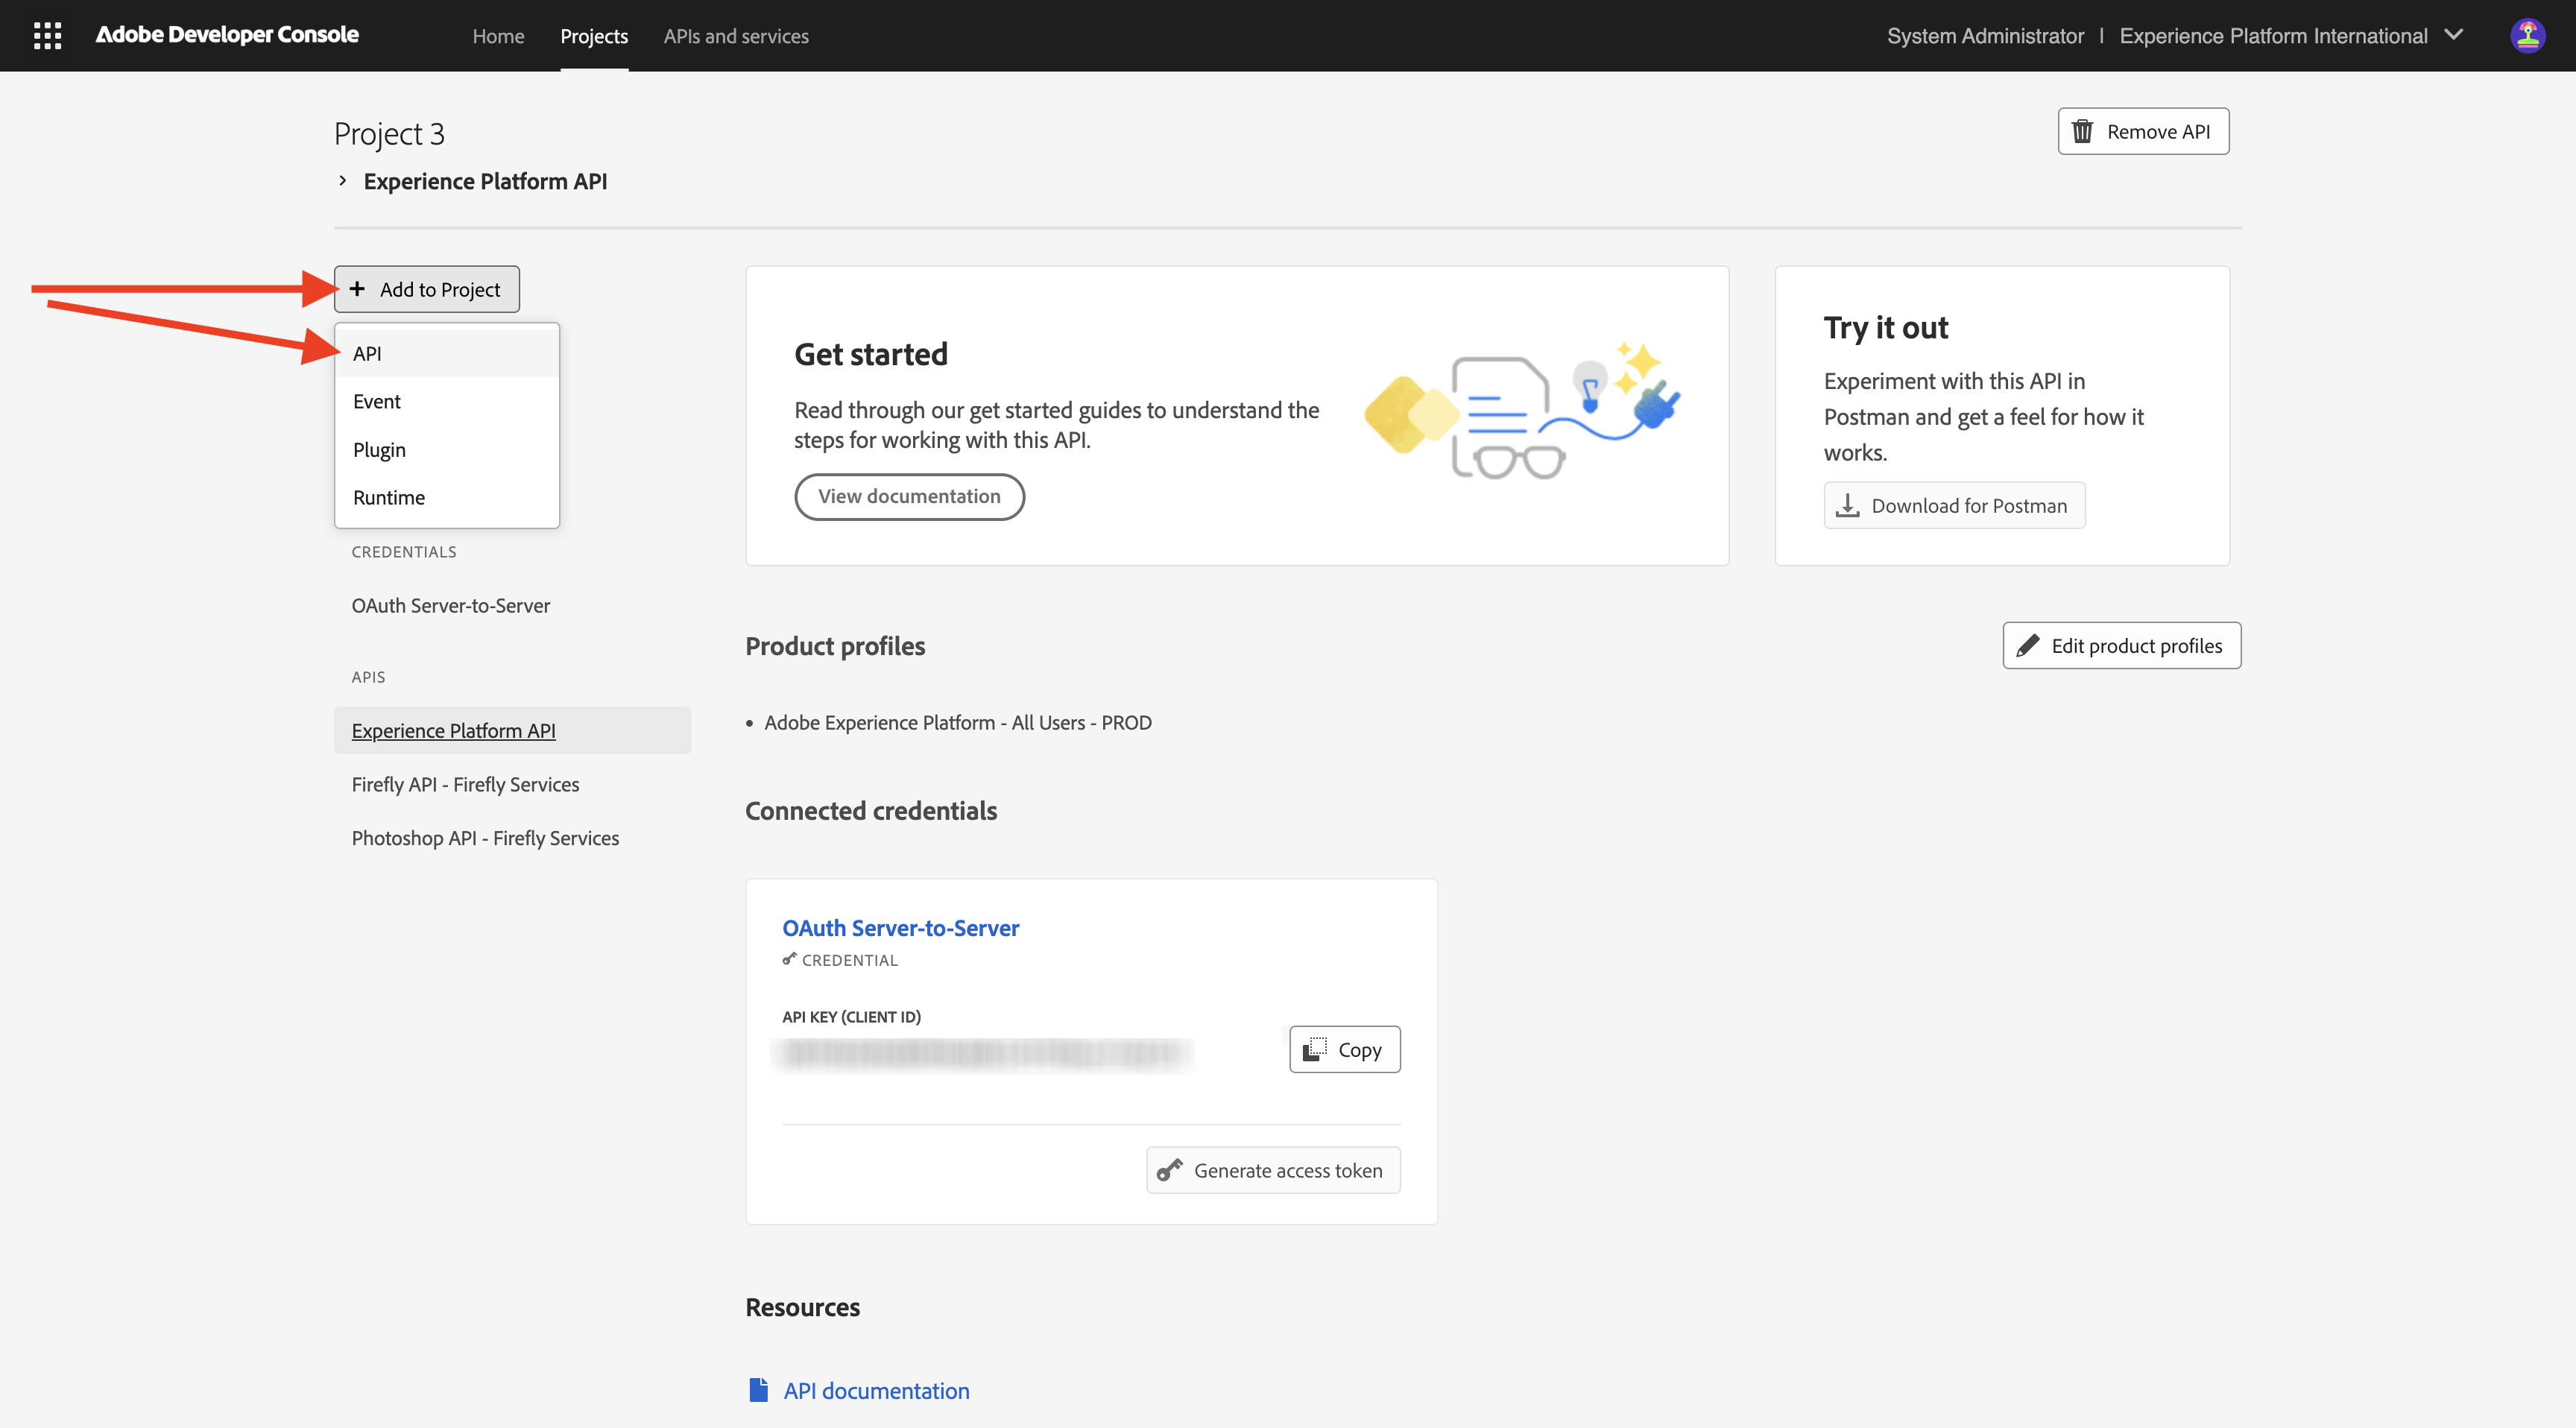 Adobe Developer Console
Home
Projects
APIs and services
System Administrator | Experience Platform International
Project 3
Remove API
> Experience Platform API
+ Add to Project
API
Event
Plugin
Runtime
CREDENTIALS
OAuth Server-to-Server
APIS
Experience Platform API
Firefly API - Firefly Services
Photoshop API - Firefly Services
Get started
Read through our get started guides to understand the
steps for working with this API.
View documentation
Try it out
Experiment with this API in
Postman and get a feel for how it
works.
Download for Postman
Product profiles
Edit product profiles
• Adobe Experience Platform - All Users - PROD
Connected credentials
OAuth Server-to-Server
CREDENTIAL
API KEY (CLIENT ID)
Copy
Generate access token
Resources
API documentation